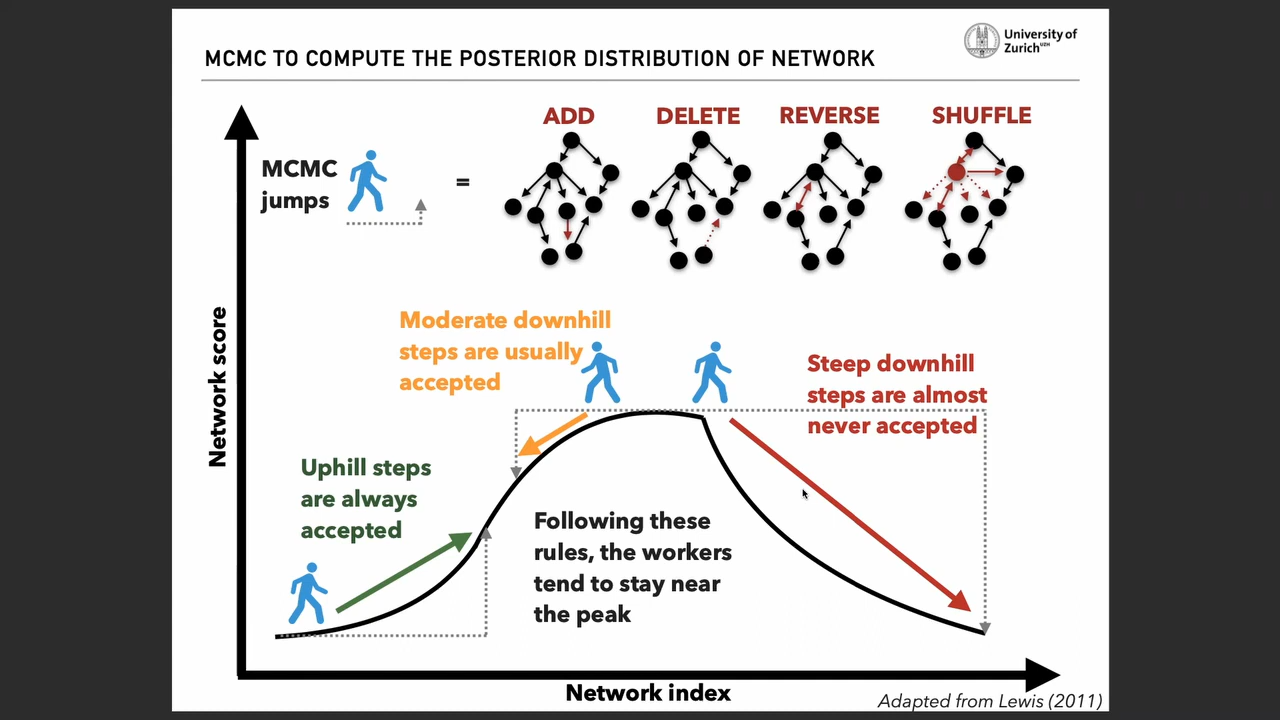 MCMC TO COMPUTE THE POSTERIOR DISTRIBUTION OF NETWORK
University of
Zurich UZH
ADD
DELETE
REVERSE
SHUFFLE
MCMC
jumps
=
Moderate downhill
steps are usually
accepted
Steep downhill
steps are almost
never accepted
Uphill steps
are always
accepted
Following these
rules, the workers
tend to stay near
the peak
Network score
Network index
Adapted from Lewis (2011)